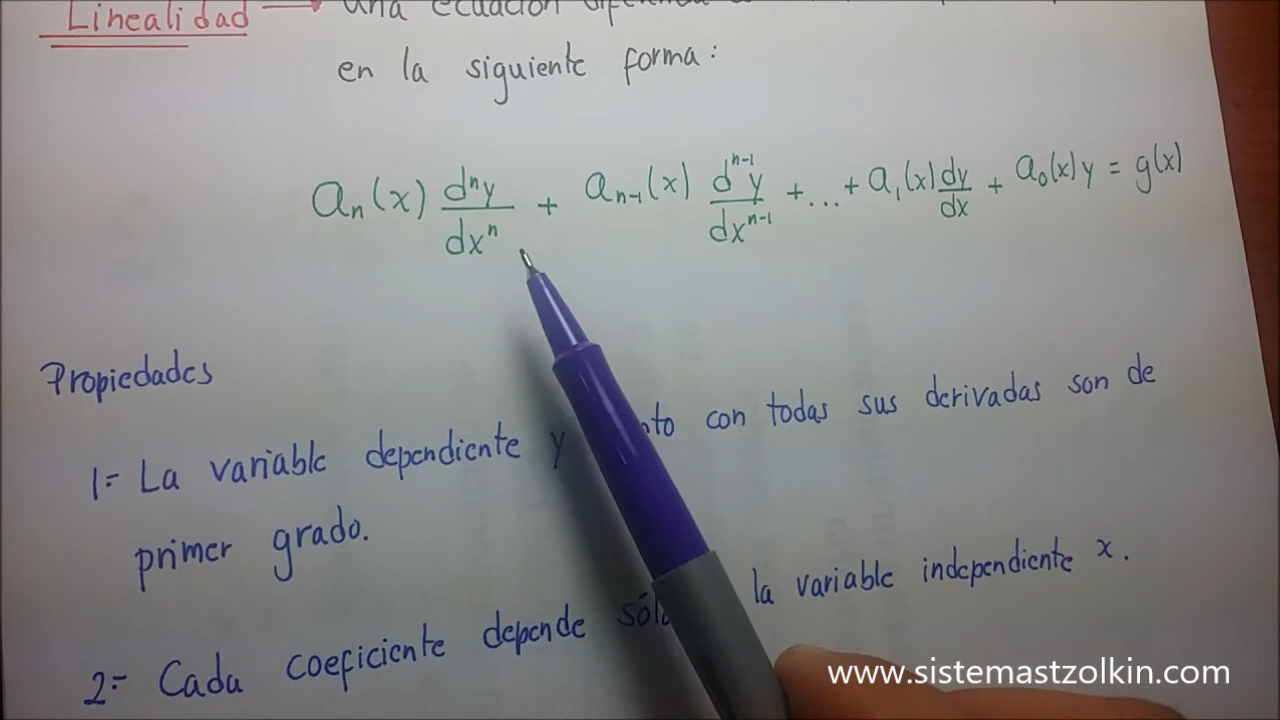 Linealidad → una ecuación
en la siguiente forma:
aₙ(x) dⁿy/dxⁿ + aₙ₋₁(x) dⁿ⁻¹y/dxⁿ⁻¹ + ... + a₁(x) dy/dx + a₀(x)y = g(x)
Propiedades
1=- La variable dependiente y con todas sus derivadas son de
primer grado.
2=- Cada coeficiente depende la variable independiente x.
www.sistemastzolkin.com